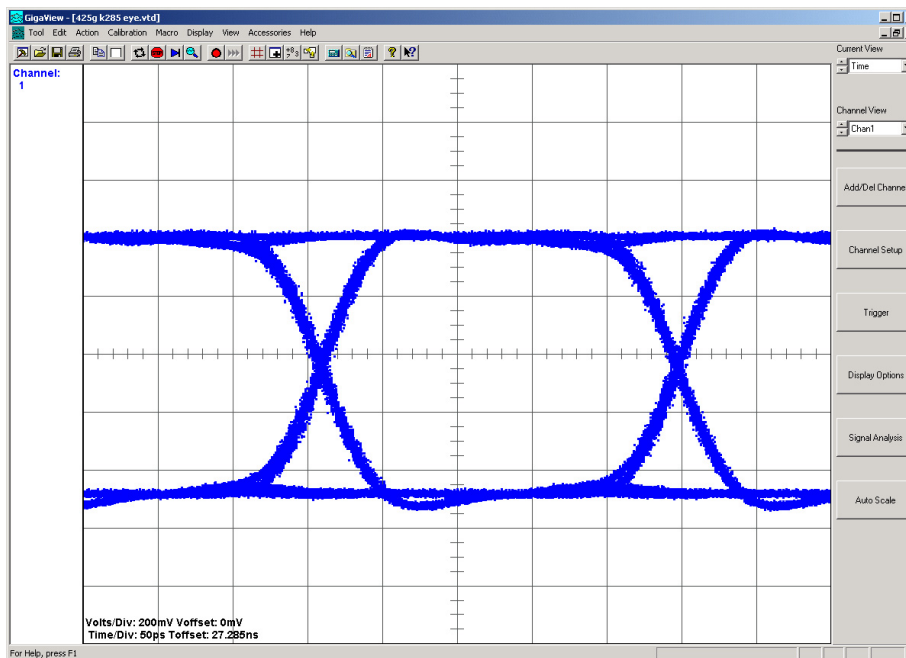 GigaView - [425g k285 eye.vtd]
Tool Edit Action Calibration Macro Display View Accessories Help
Channel:
1
Current View
Time
Channel View
Chan1
Add/Del Channel
Channel Setup
Trigger
Display Options
Signal Analysis
Auto Scale
Volts/Div: 200mV Voffset: 0mV
Time/Div: 50ps Toffset: 27.285ns
For Help, press F1